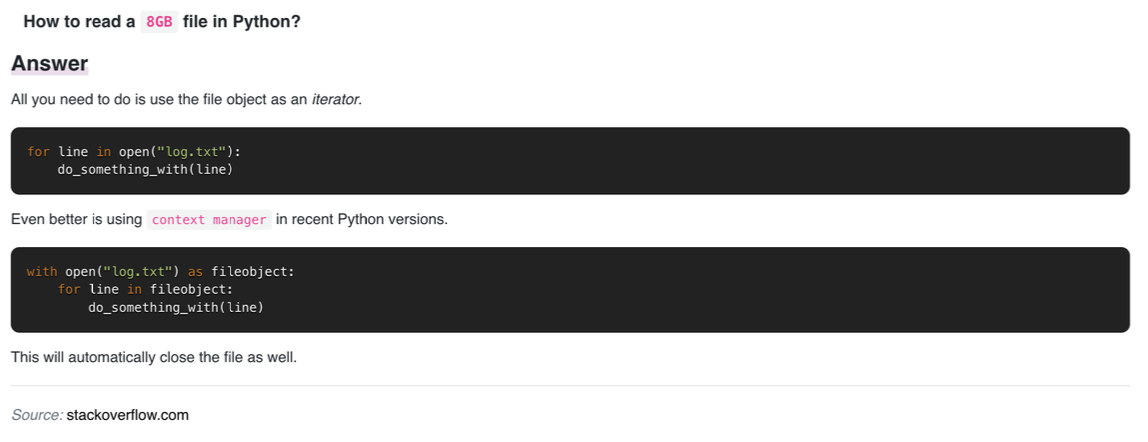 How to read a 8GB file in Python?
Answer
All you need to do is use the file object as an iterator.
for line in open("log.txt"):
    do_something_with(line)
Even better is using context manager in recent Python versions.
with open("log.txt") as fileobject:
    for line in fileobject:
        do_something_with(line)
This will automatically close the file as well.
Source: stackoverflow.com